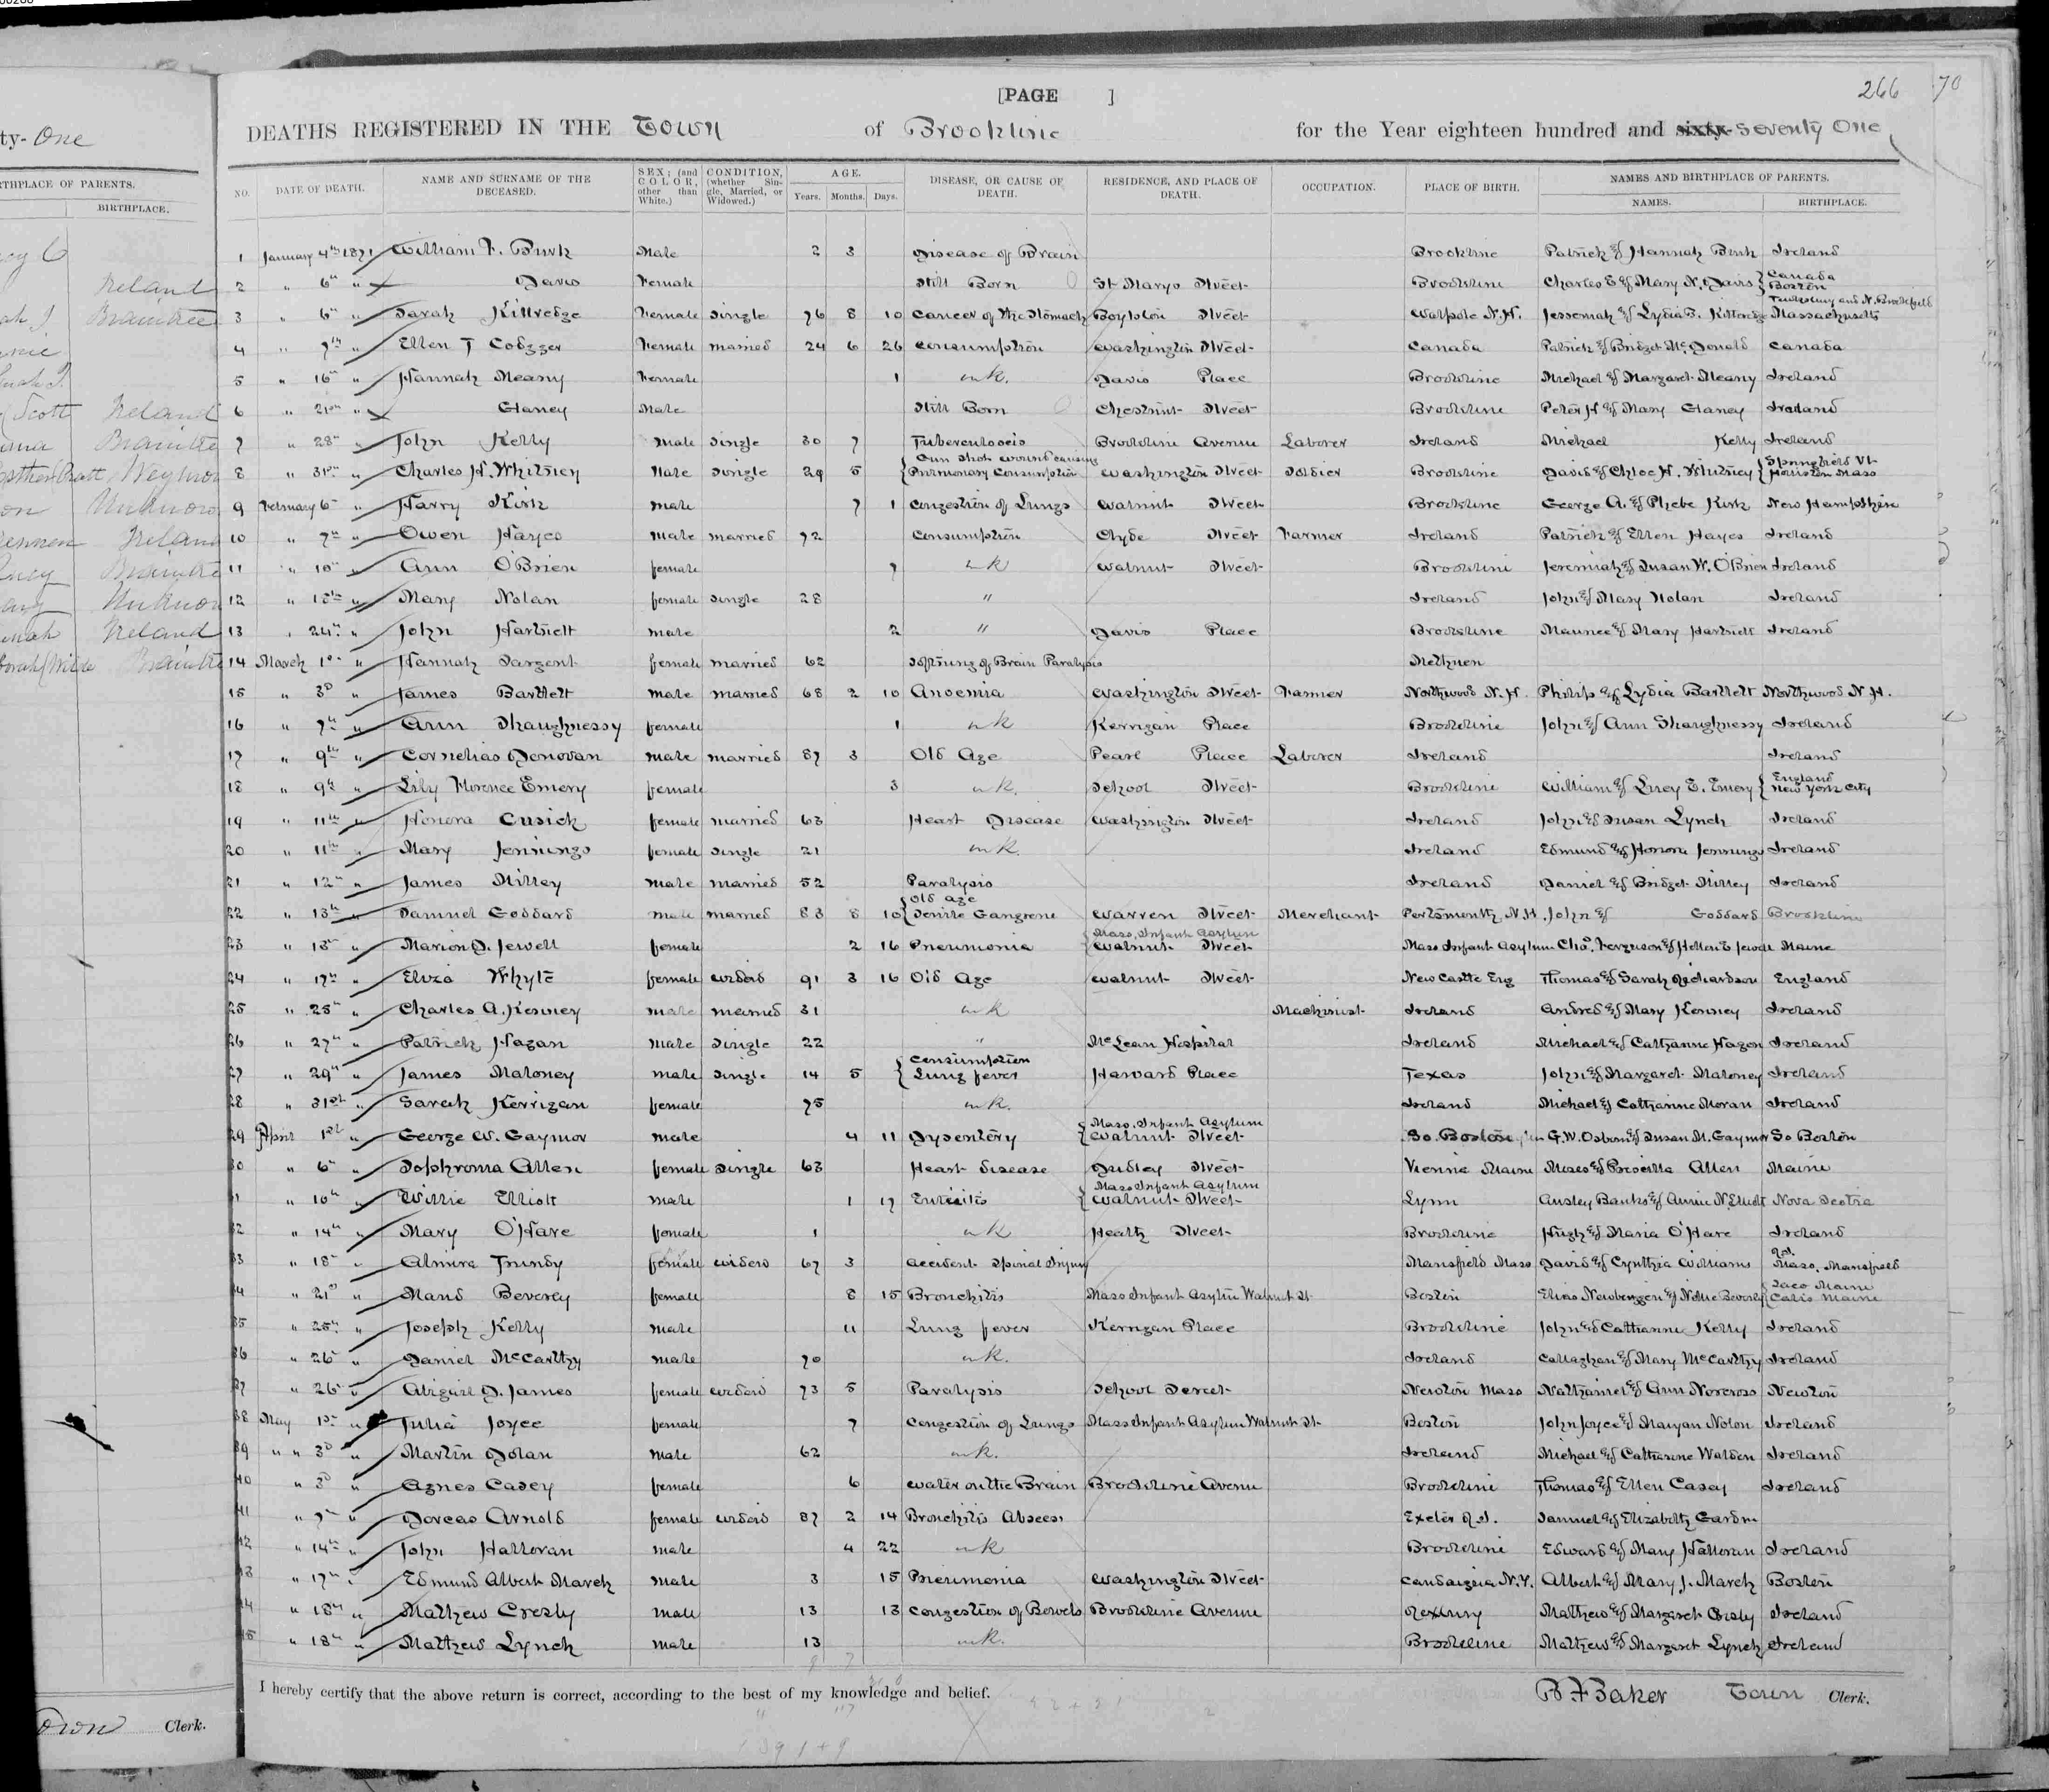 [PAGE ]
266 70
DEATHS REGISTERED IN THE Town of Brookline for the Year eighteen hundred and sixty- Seventy One
NO. DATE OF DEATH. NAME AND SURNAME OF THE DECEASED. SEX; (and COLOR, other than White.) CONDITION, (whether Single, Married, or Widowed.) AGE. Years. Months. Days. DISEASE, OR CAUSE OF DEATH. RESIDENCE, AND PLACE OF DEATH. OCCUPATION. PLACE OF BIRTH. NAMES AND BIRTHPLACE OF PARENTS. NAMES. BIRTHPLACE.
1 January 4th 1871 William F. Burk Male 2 3 Disease of Brain Brookline Patrick & Hannah Burk Ireland
2 " 6th " Davis Female Still Born St Marys Street Brookline Charles E & Mary N. Davis { Canada Boston
3 " 6th " Sarah Kittredge Female Single 76 8 10 Cancer of the Stomach Boylston Street Walpole N.H. & Lydia Massachusetts
4 " 7th " Ellen T Female Married 24 6 26 Consumption Washington Street Canada Patrick & Bridget McDonald Canada
5 " 16th " Hannah Meany Female 1 unk. Davis Place Brookline Michael & Margaret Meany Ireland
6 " 21st " Glaney Male Still Born Chestnut Street Brookline Peter H & Mary Glaney Ireland
7 " 28th " John Kelly Male Single 30 7 Tuberculosis Brookline Avenue Laborer Ireland Michael Kelly Ireland
8 " 31st " Charles H. Whitney Male Single 29 5 { Gun Shot wound causing Pulmonary Consumption Washington Street Soldier Brookline David & Chloe H. Whitney { Springfield Vt Holliston Mass
9 February 6th " Harry Kirk male 7 1 Congestion of Lungs Walnut Street Brookline George A. & Phebe Kirk New Hampshire
10 " 7th " Owen Hayes male married 72 Consumption Clyde Street Farmer Ireland Patrick & Ellen Hayes Ireland
11 " 10th " Ann O'Brien female 7 unk Walnut Street Brookline Jeremiah & Susan W. O'Brien Ireland
12 " 15th " Mary Nolan female Single 28 " Ireland John & Mary Nolan Ireland
13 " 24th " John Hartnett male 2 " Davis Place Brookline Maurice & Mary Hartnett Ireland
14 March 1st " Hannah Sargent female married 62 Softning of Brain Paralysis Methuen
15 " 3d " James Bartlett male married 68 2 10 Anoemia Washington Street Farmer Northwood N.H. Philip & Lydia Bartlett Northwood N.H.
16 " 7th " Ann Shaughnessy female 1 unk Kerrigan Place Brookline John & Ann Shaughnessy Ireland
17 " 9th " Cornelias Donovan male married 87 3 Old Age Pearl Place Laborer Ireland Ireland
18 " 9th " Lily Florence Emery female 3 unk. School Street Brookline William & Lucy E. Emery { England New York City
19 " 11th " Honora Cusick female married 63 Heart Disease Washington Street Ireland John & Susan Lynch Ireland
20 " 11th " Mary Jennings female Single 21 unk. Ireland Edmund & Honora Jennings Ireland
21 " 12th " James Killey male married 52 Paralysis Ireland Daniel & Bridget Killey Ireland
22 " 13th " Samuel Goddard male married 83 8 10 { Old Age Senile Gangrene Warren Street Merchant Portsmouth N.H. John & Goddard Brookline
23 " 15th " Marion D. Jewell female 2 16 Pneumonia { Mass. Infant Asylum Walnut Street Mass Infant Asylum Chas. Ferguson & Hellen E Jewell Maine
24 " 17th " Eliza Whyte female widow 91 3 16 Old Age Walnut Street New Castle Eng Thomas & Sarah Richardson England
25 " 25th " Charles A. Kenney male married 31 unk Machinist Ireland Andrew & Mary Kenney Ireland
26 " 27th " Patrick Hagan male Single 22 " McLean Hospital Ireland Michael & Catharine Hagan Ireland
27 " 29th " James Maloney male Single 14 5 { Consumption Lung fever Harvard Place Texas John & Margaret Maloney Ireland
28 " 31st " Sarah Kerrigan female 75 unk. Ireland Michael & Catharine Moran Ireland
29 April 1st " George W. Gaymor male 4 11 Dysentery { Mass. Infant Asylum Walnut Street So. Boston G.W. Osborn & Susan M. Gaymor So Boston
30 " 6th " Sophronia Allen female Single 63 Heart disease Dudley Street Vienna Maine Moses & Priscilla Allen Maine
31 " 10th " Willie Elliott male 1 17 Enteritis { Mass Infant Asylum Walnut Street Lynn Ansley Banks & Annie N. Elliott Nova Scotia
32 " 14th " Mary O'Hare female 1 unk Heath Street Brookline Hugh & Maria O'Hare Ireland
33 " 18th " Almira Trundy female widow 67 3 Accident Spinal Injury Mansfield Mass David & Cynthia Williams Mass. Mansfield
34 " 21st " Maud Beverly female 8 15 Bronchitis Mass Infant Asylum Walnut St Boston Elias & Nellie Beverly { Saco Maine Calis Maine
35 " 25th " Joseph Kelly male 11 Lung fever Kerrigan Place Brookline John & Catharine Kelly Ireland
36 " 26th " Daniel McCarthy male 70 unk. Ireland Callaghan & Mary McCarthy Ireland
37 " 26th " Abigail D. James female widow 73 5 Paralysis School Street Newton Mass Nathaniel & Ann Norcross Newton
38 May 1st " Julia Joyce female 7 Congestion of Lungs Mass Infant Asylum Walnut St Boston John Joyce & Maryan Nolon Ireland
39 " " 3d " Martin Dolan male 62 unk. Ireland Michael & Catharine Walden Ireland
40 " 3d " Agnes Casey female 6 Water on the Brain Brookline Avenue Brookline Thomas & Ellen Casey Ireland
41 " 7th " Dorcas Arnold female widow 87 2 14 Bronchitis Abscess Exeter R.I. Samuel & Elizabeth
42 " 14th " John Halloran male 4 22 unk Brookline Edward & Mary Halloran Ireland
43 " 17th " Edmund Albert March male 3 15 Pneumonia Washington Street N.Y. Albert & Mary J. March Boston
44 " 18th " Mathew Crosby male 13 13 Congestion of Bowels Brookline Avenue Roxbury Mathew & Margaret Crosby Ireland
45 " 18th " Mathew Lynch male 13 unk. Brookline Mathew & Margaret Lynch Ireland
I hereby certify that the above return is correct, according to the best of my knowledge and belief.
B F Baker Town Clerk.
ty- One
RTHPLACE OF PARENTS.
BIRTHPLACE.
Ireland
Braintree
Scott Ireland
Braintre
Pratt Weymou
Unknow
Ireland
Braintre
Unknow
Ireland
Wilde Braintre
Town Clerk.